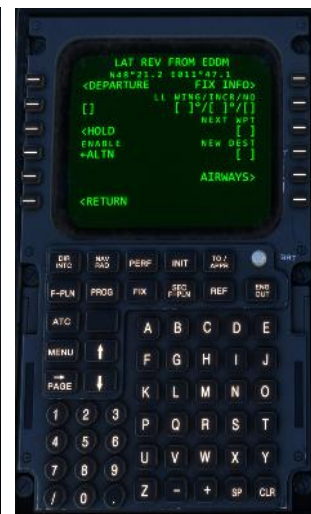 LAT REV FROM EDDM
N48°21.2 E011°47.1
<DEPARTURE FIX INFO>
LL WING/INCR/NO
[] [ ]°/[ ]°/[]
NEXT WPT
<HOLD [ ]
ENABLE NEW DEST
←ALTN [ ]
AIRWAYS>
<RETURN
DIR INTO NAV RAD PERF INIT TO/APPR BRT
F-PLN PROG FIX SEC F-PLN REF ENG OUT
ATC
MENU ↑
→ PAGE ↓
A B C D E
F G H I J
K L M N O
P Q R S T
U V W X Y
Z - + SP CLR
1 2 3
4 5 6
7 8 9
/ 0 .